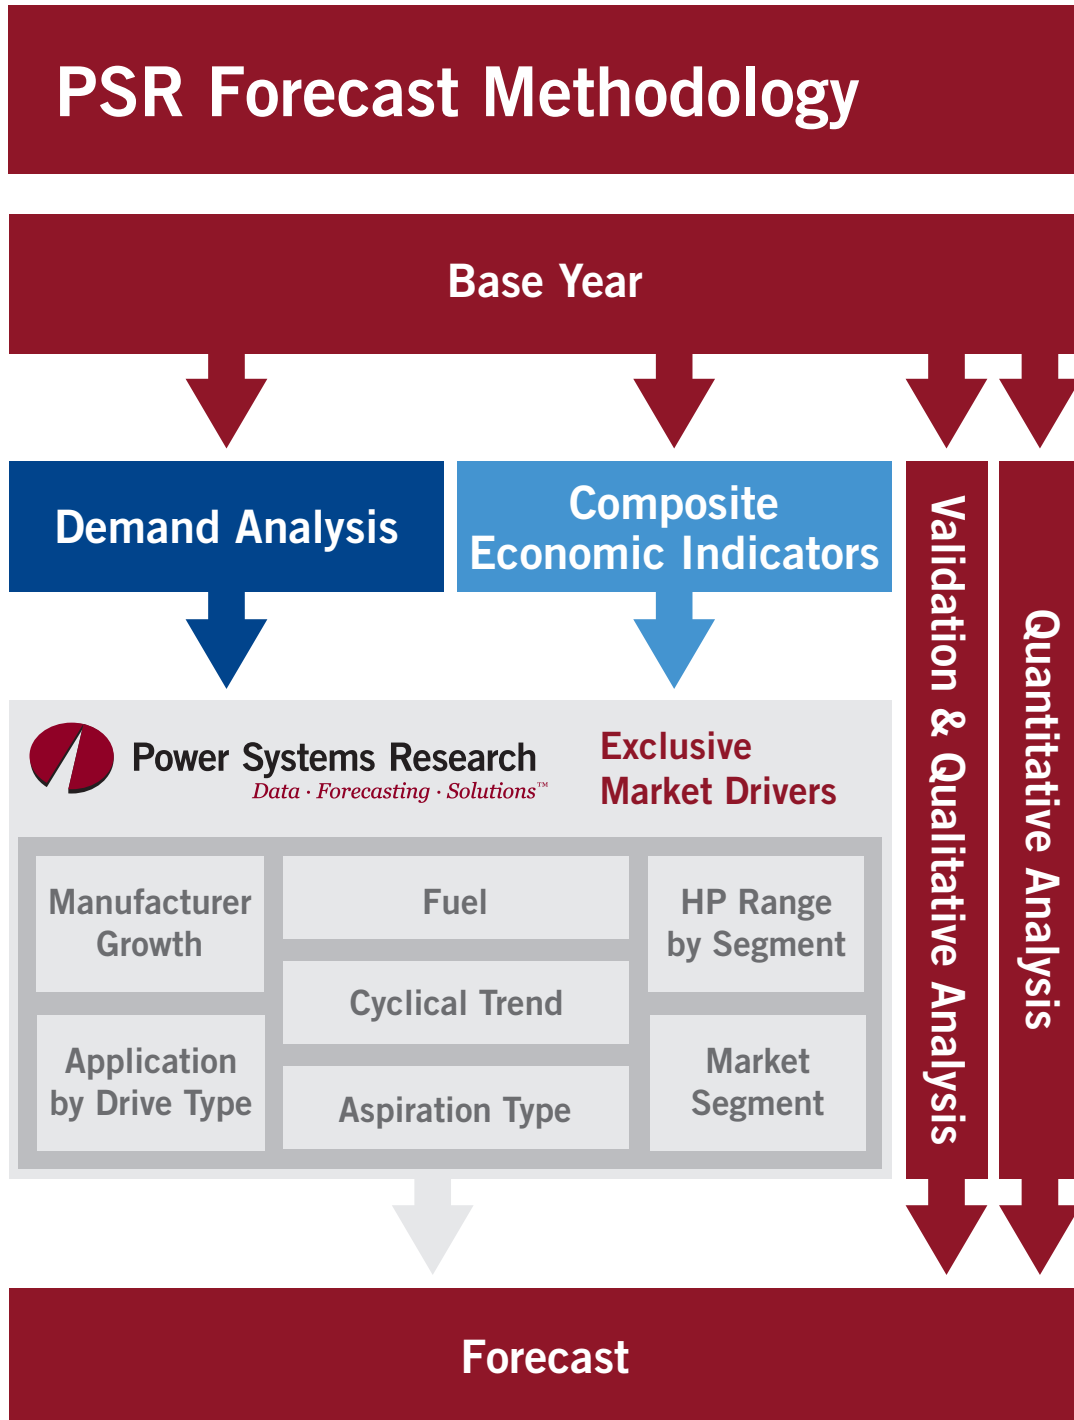 PSR Forecast Methodology
Base Year
Demand Analysis
Composite
Economic Indicators
Validation & Qualitative Analysis
Quantitative Analysis
Power Systems Research
Data · Forecasting · Solutions™
Exclusive
Market Drivers
Manufacturer
Growth
Fuel
HP Range
by Segment
Cyclical Trend
Application
by Drive Type
Aspiration Type
Market
Segment
Forecast